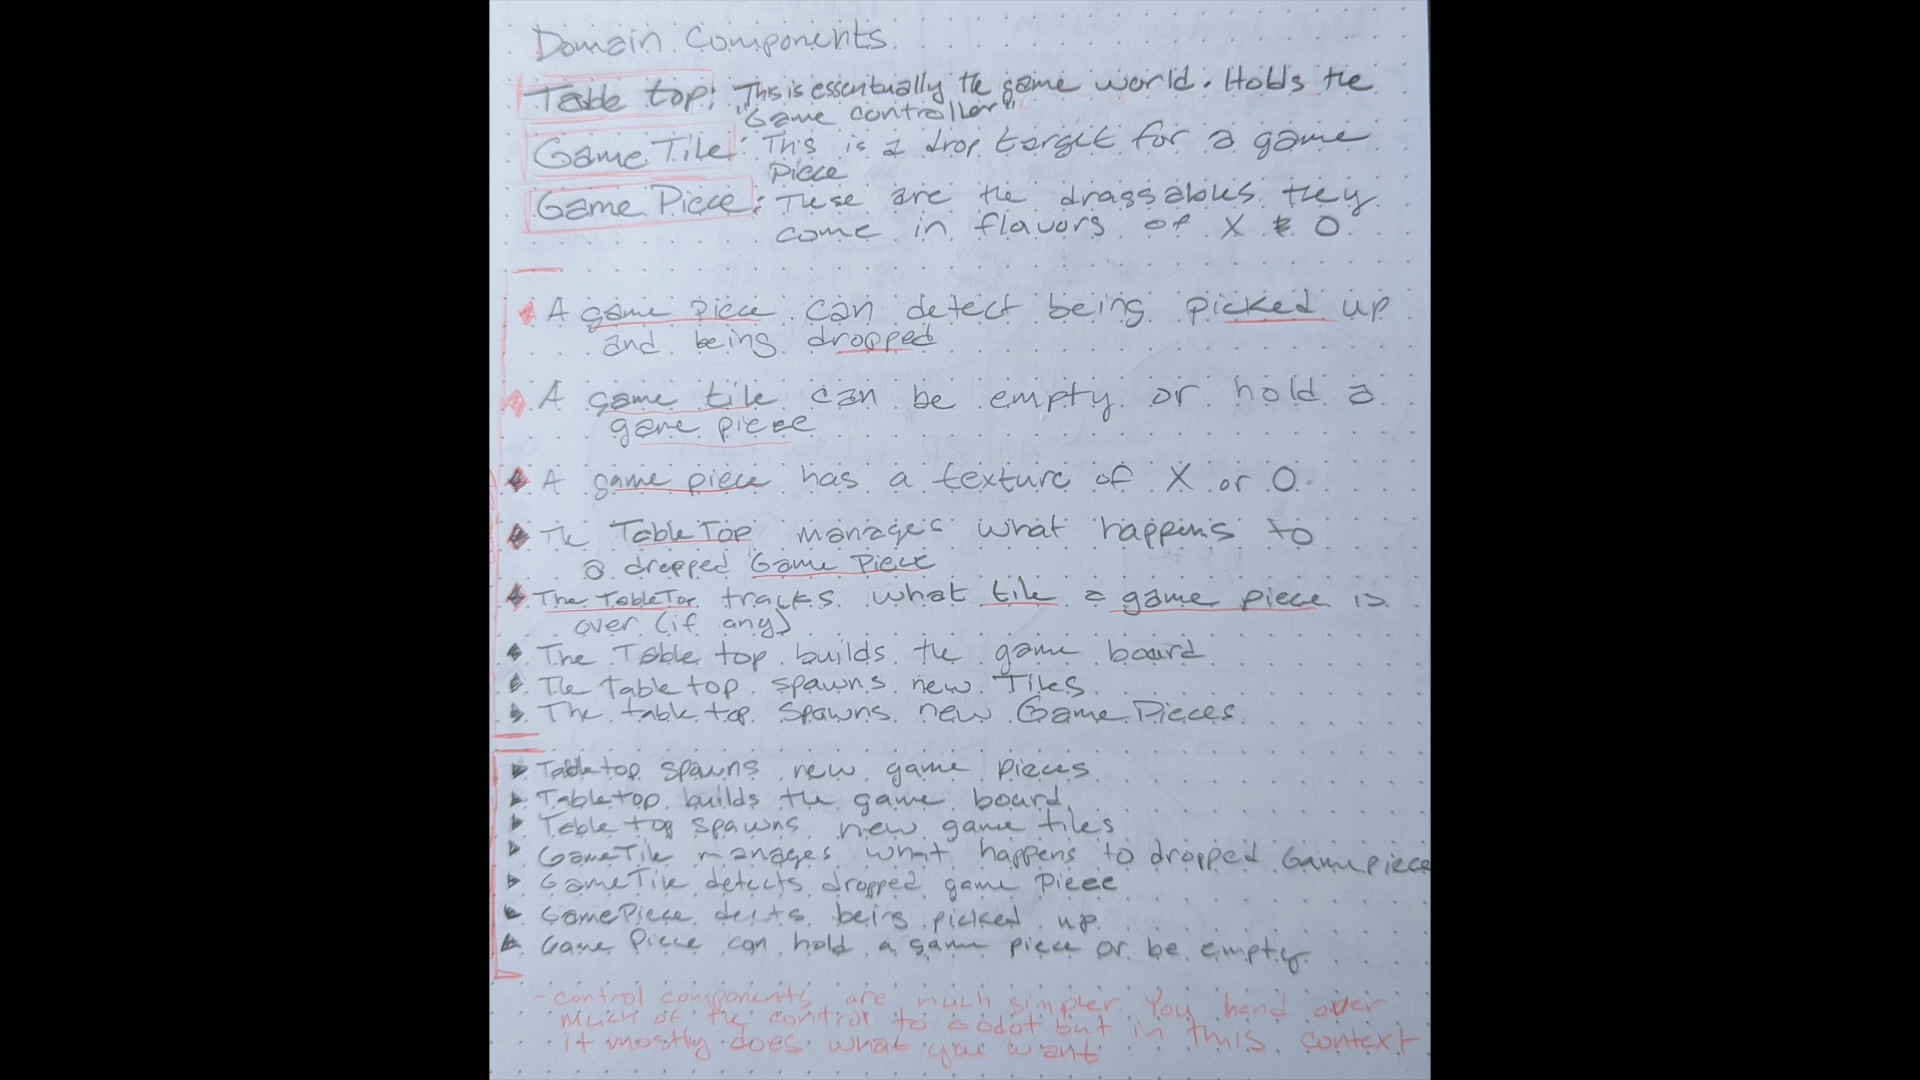 Domain Components
Table top: This is essentually the game world. Holds the
"Game controller"
Game Tile: This is a drop target for a game
piece
Game Piece: These are the draggables they
come in flavors of X & O
A game piece can detect being picked up
and being dropped
A game tile can be empty or hold a
game piece
A game piece has a texture of X or O
The TableTop manages what happens to
a dropped Game Piece
The TableTop tracks what tile a game piece is
over (if any)
The Table top builds the game board
The table top spawns new Tiles
The table top spawns new Game Pieces
Tabletop spawns new game pieces
Tabletop builds the game board
Table top spawns new game tiles
GameTile manages what happens to dropped Gamepiece
GameTile detects dropped game piece
GamePiece detects being picked up
Game Piece can hold a game piece or be empty
- control components are much simpler. You hand over
much of the control to Godot but in this context
it mostly does what you want